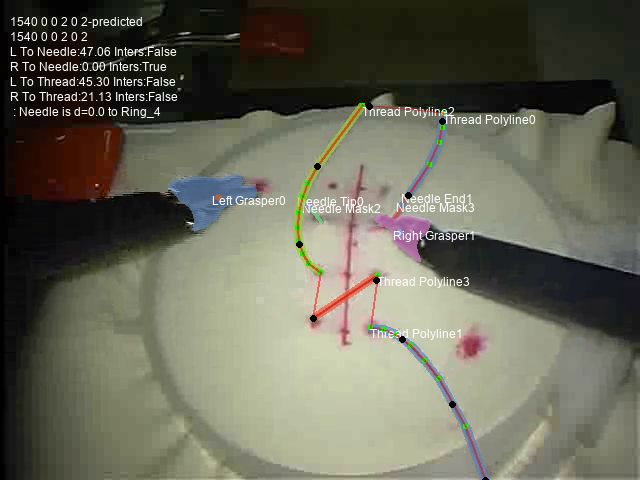 1540 0 0 2 0 2-predicted
1540 0 0 2 0 2
L To Needle:47.06 Inters:False
R To Needle:0.00 Inters:True
L To Thread:45.30 Inters:False
R To Thread:21.13 Inters:False
: Needle is d=0.0 to Ring_4
Thread Polyline2
Thread Polyline0
Left Grasper0
Needle Tip0
Needle End1
Needle Mask2
Needle Mask3
Right Grasper1
Thread Polyline3
Thread Polyline1